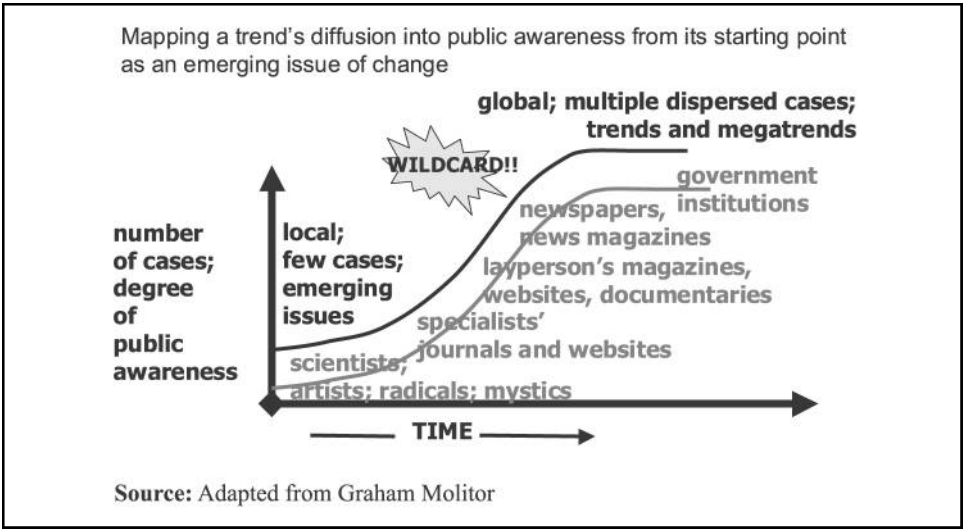 Mapping a trend's diffusion into public awareness from its starting point
as an emerging issue of change
global; multiple dispersed cases;
trends and megatrends
WILDCARD!!
government
institutions
newspapers,
news magazines
number
of cases;
degree
of
public
awareness
local;
few cases;
emerging
issues
layperson's magazines,
websites, documentaries
specialists'
journals and websites
scientists;
artists; radicals; mystics
TIME
Source: Adapted from Graham Molitor